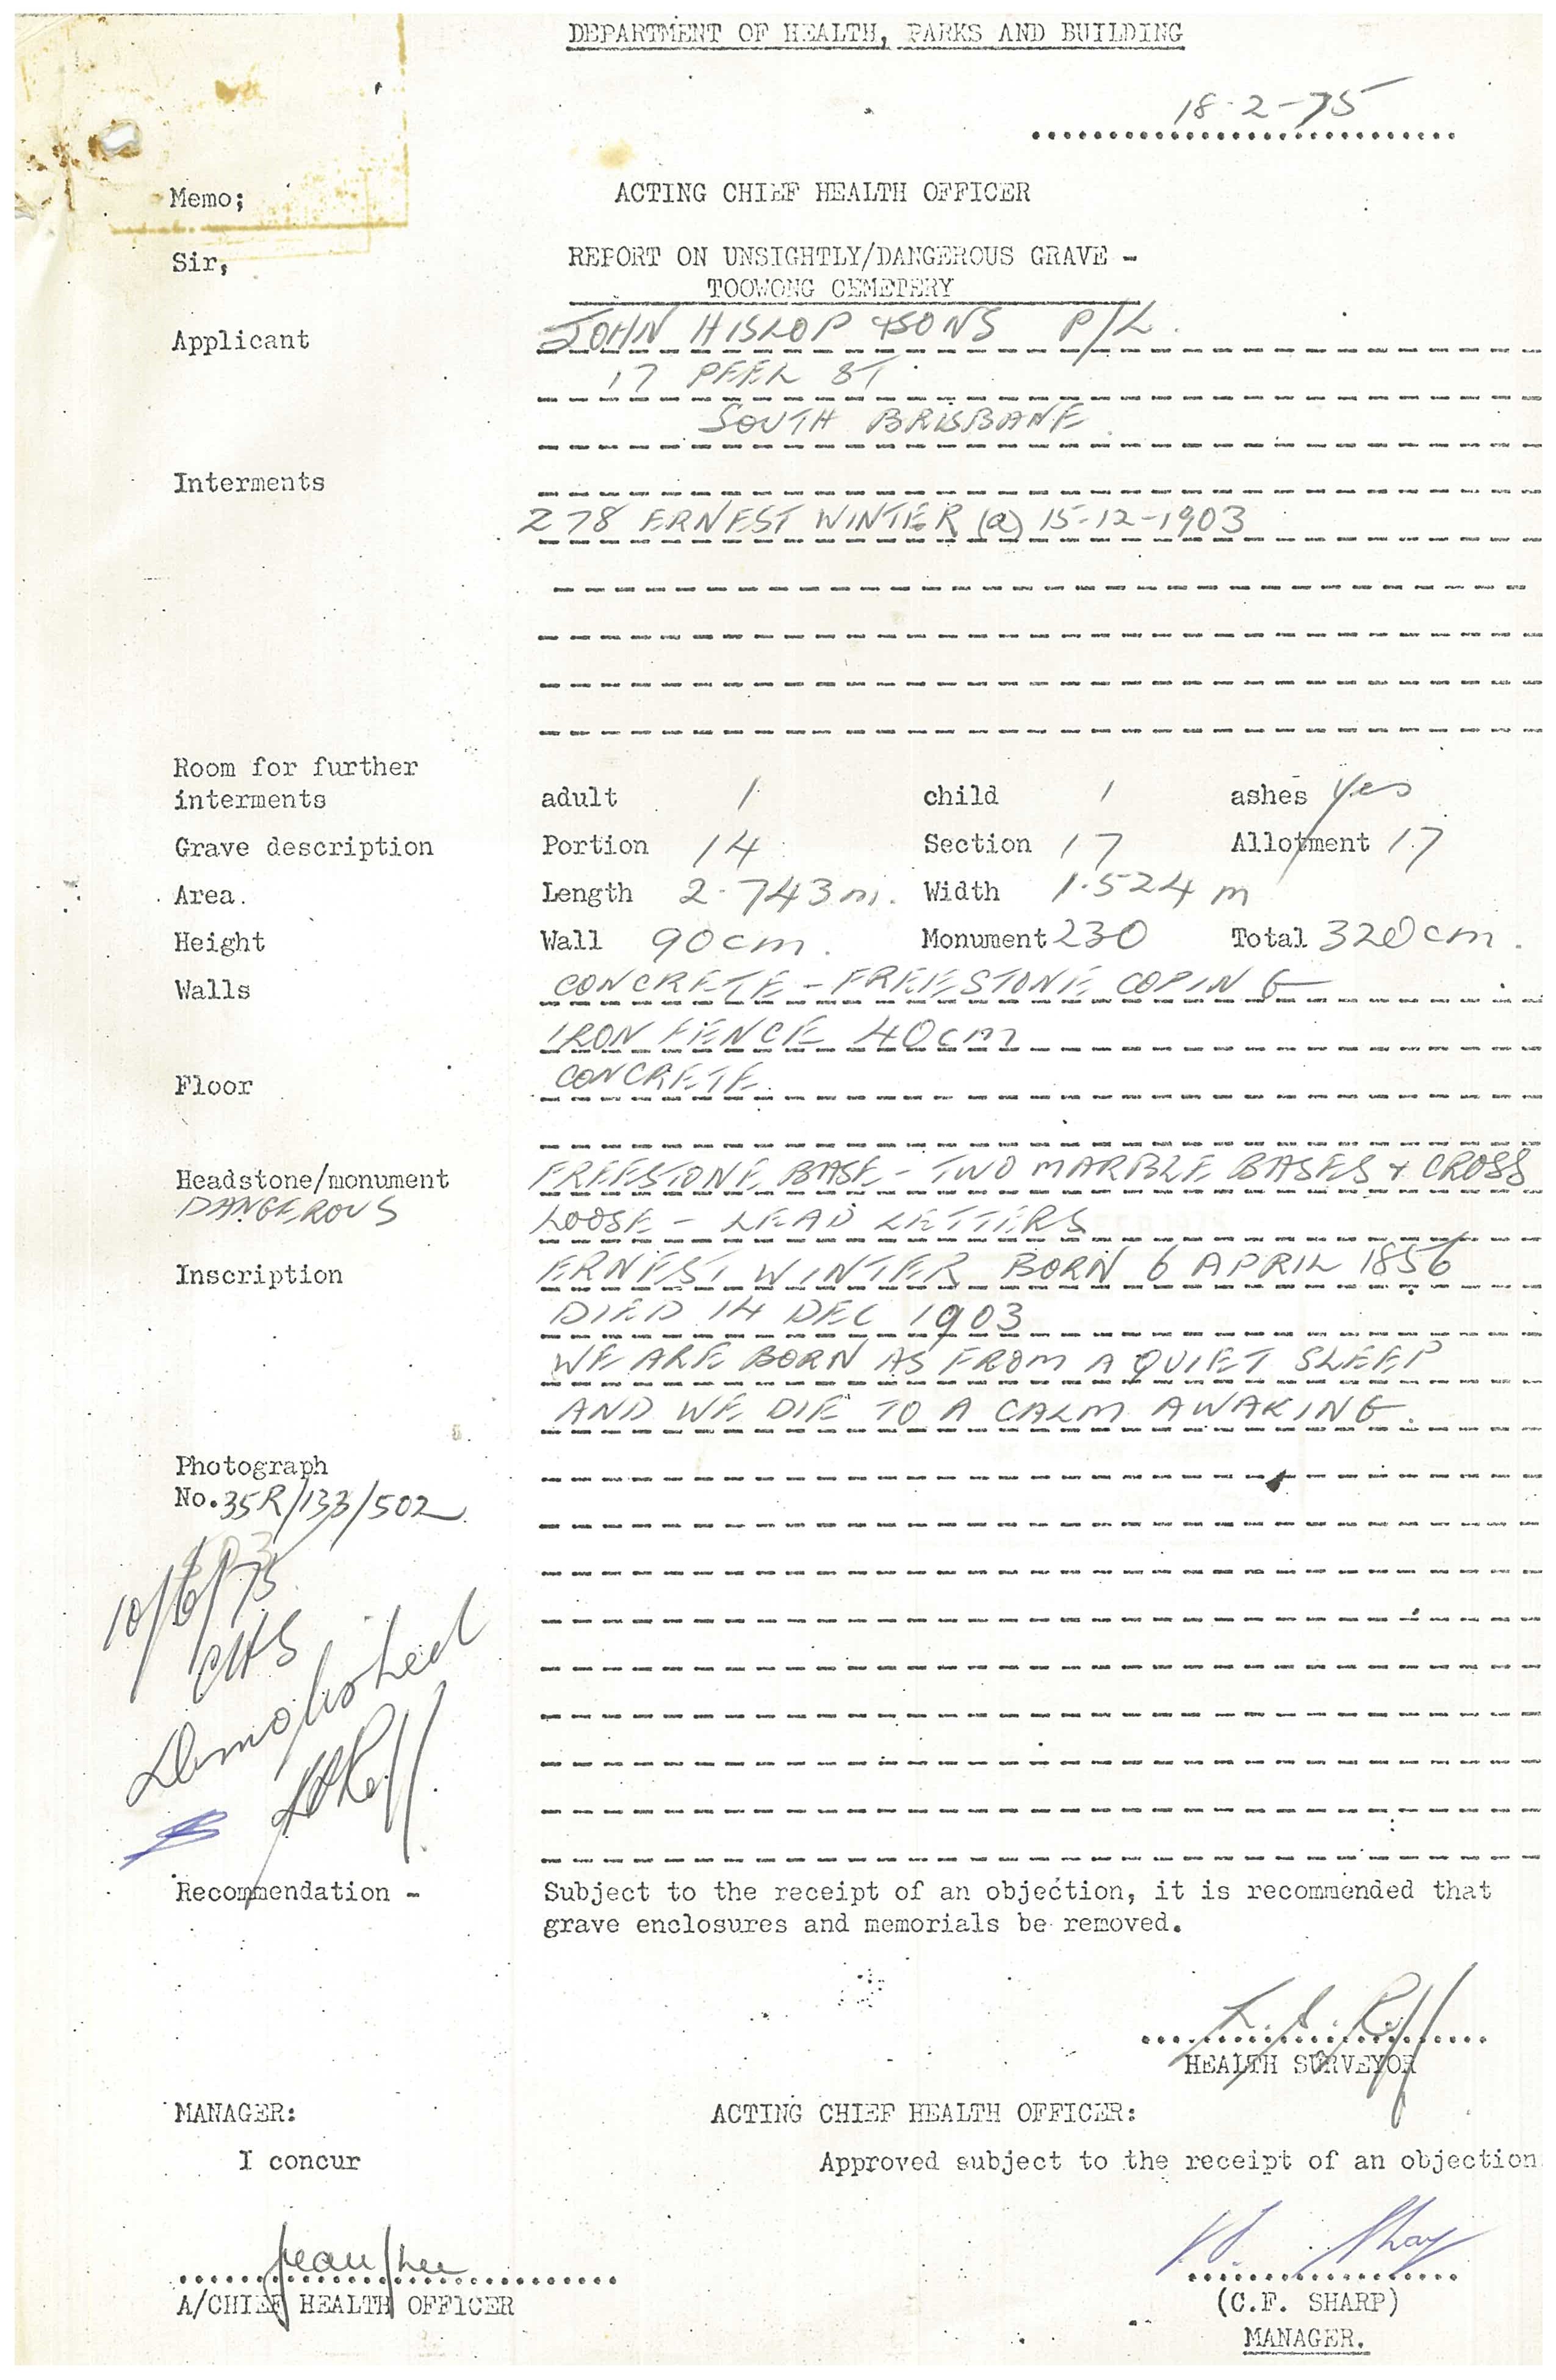 DEPARTMENT OF HEALTH, PARKS AND BUILDING
18-2-75
Memo; ACTING CHIEF HEALTH OFFICER
Sir, REPORT ON UNSIGHTLY/DANGEROUS GRAVE -
TOOWONG CEMETERY
Applicant JOHN HISLOP & SONS P/L.
17 PEEL ST
SOUTH BRISBANE
Interments
278 ERNEST WINTER (a) 15-12-1903
Room for further
interments adult 1 child 1 ashes Yes
Grave description Portion 14 Section 17 Allotment 17
Area. Length 2.743m. Width 1.524 m
Height Wall 90cm. Monument 230 Total 320cm.
Walls CONCRETE - FREESTONE COPING
IRON FENCE 40cm
Floor CONCRETE.
Headstone/monument FREESTONE BASE - TWO MARBLE BASES & CROSS
DANGEROUS LOOSE - LEAD LETTERS
Inscription ERNEST WINTER BORN 6 APRIL 1856
DIED 14 DEC 1903
WE ARE BORN AS FROM A QUIET SLEEP
AND WE DIE TO A CALM AWAKING.
Photograph
No. 35R/133/502
10/6/75
Demolished
Recommendation - Subject to the receipt of an objection, it is recommended that
grave enclosures and memorials be removed.
HEALTH SURVEYOR
MANAGER: ACTING CHIEF HEALTH OFFICER:
I concur Approved subject to the receipt of an objection
A/CHIEF HEALTH OFFICER (C.F. SHARP)
MANAGER.